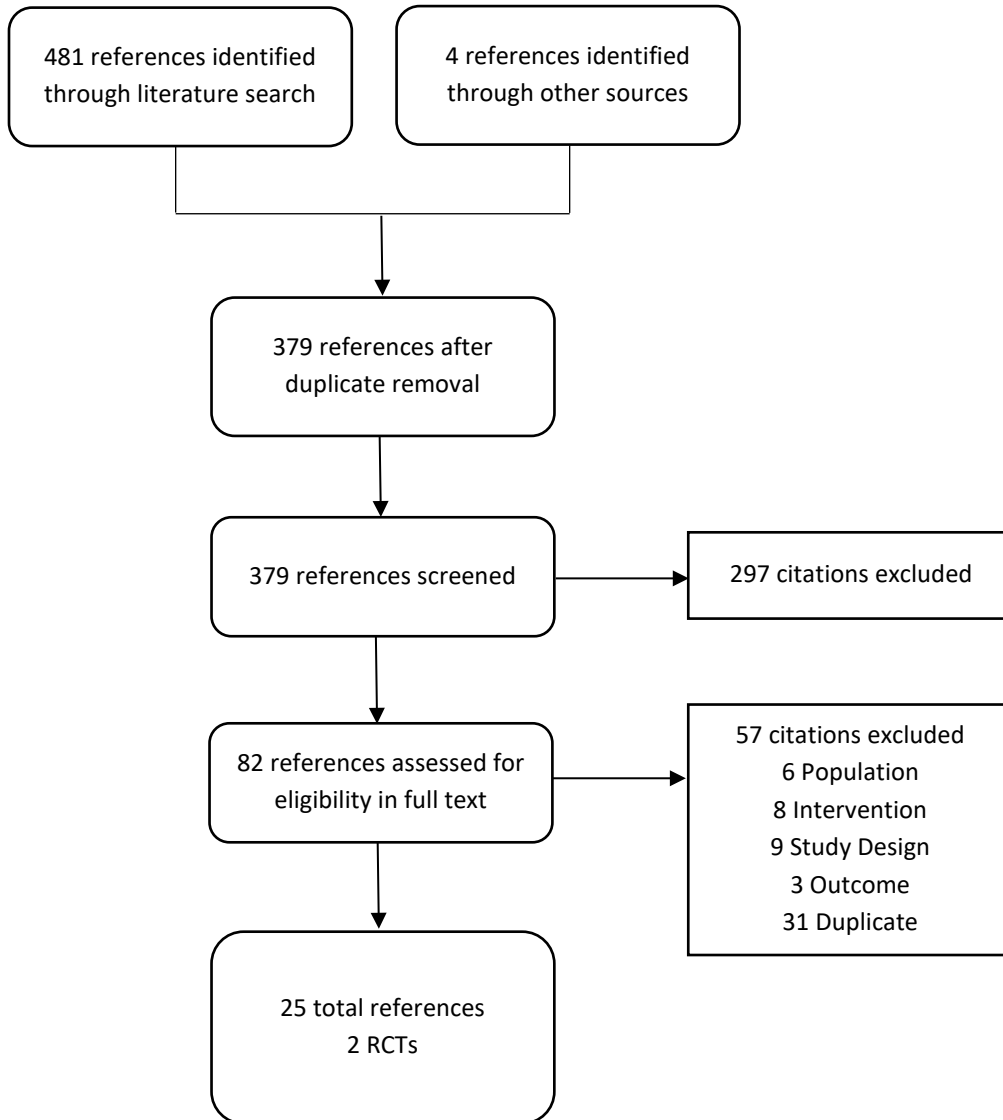 481 references identified
through literature search
4 references identified
through other sources
379 references after
duplicate removal
379 references screened
297 citations excluded
82 references assessed for
eligibility in full text
57 citations excluded
6 Population
8 Intervention
9 Study Design
3 Outcome
31 Duplicate
25 total references
2 RCTs